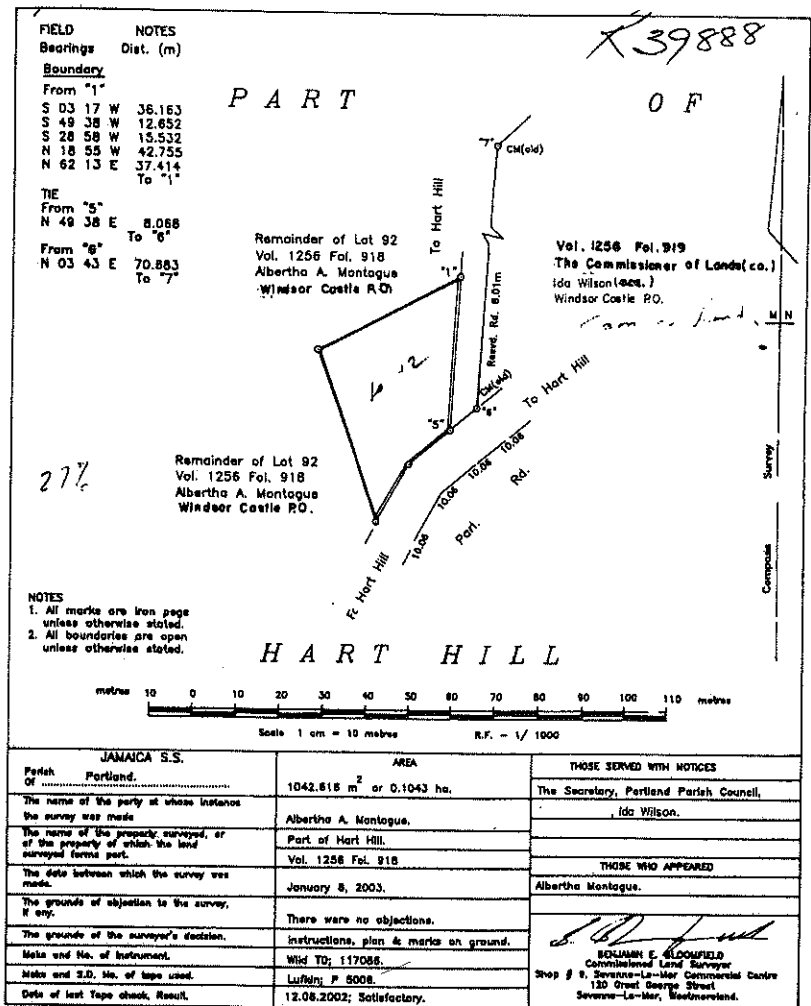 FIELD NOTES
Bearings Dist. (m)
Boundary
From "1"
S 03 17 W 36.163
S 49 38 W 12.652
S 28 58 W 15.532
N 18 55 W 42.755
N 62 13 E 37.414
To "1"
TIE
From "5"
N 49 38 E 8.068
To "6"
From "6"
N 03 43 E 70.883
To "7"
K39888
PART OF
"7"
CM(old)
To Hart Hill
Remainder of Lot 92
Vol. 1256 Fol. 918
Albertha A. Montague
Windsor Castle P.O.
"1"
Reevd. Rd. 6.01m
Vol. 1256 Fol. 919
The Commissioner of Lands(co.)
Ida Wilson(occ.)
Windsor Castle P.O.
M N
CM(old)
"6"
To Hart Hill
"5"
Remainder of Lot 92
Vol. 1256 Fol. 918
Albertha A. Montague
Windsor Castle P.O.
10.06
10.06
10.06
10.06
Parl. Rd.
Fr. Hart Hill
Survey
Compass
NOTES
1. All marks are iron pegs
unless otherwise stated.
2. All boundaries are open
unless otherwise stated.
HART HILL
metres 10 0 10 20 30 40 50 60 70 80 90 100 110 metres
Scale 1 cm = 10 metres R.F. - 1/ 1000
JAMAICA S.S.
Parish Of Portland.
The name of the party at whose instance
the survey was made
Albertha A. Montague.
The name of the property surveyed, or
of the property of which the land
surveyed forms part.
Part of Hart Hill.
Vol. 1256 Fol. 918
The date between which the survey was
made.
January 8, 2003.
The grounds of objection to the survey,
if any.
There were no objections.
The grounds of the surveyor's decision.
Instructions, plan & marks on ground.
Make and No. of Instrument.
Wild TO; 117086.
Make and S.D. No. of tape used.
Lufkin; P 5008.
Date of last Tape check, Result.
12.08.2002; Satisfactory.
AREA
1042.618 m² or 0.1043 ha.
THOSE SERVED WITH NOTICES
The Secretary, Portland Parish Council,
Ida Wilson.
THOSE WHO APPEARED
Albertha Montague.
BENJAMIN E. BLOOMFIELD
Commissioned Land Surveyor
Shop # 9, Savanna-La-Mar Commercial Centre
120 Great George Street
Savanna-La-Mar, Westmoreland.